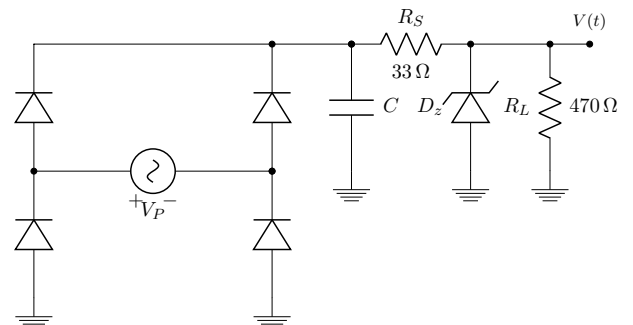 V(t)
R_S
33 Ω
C
D_z
R_L
470 Ω
+ V_P −